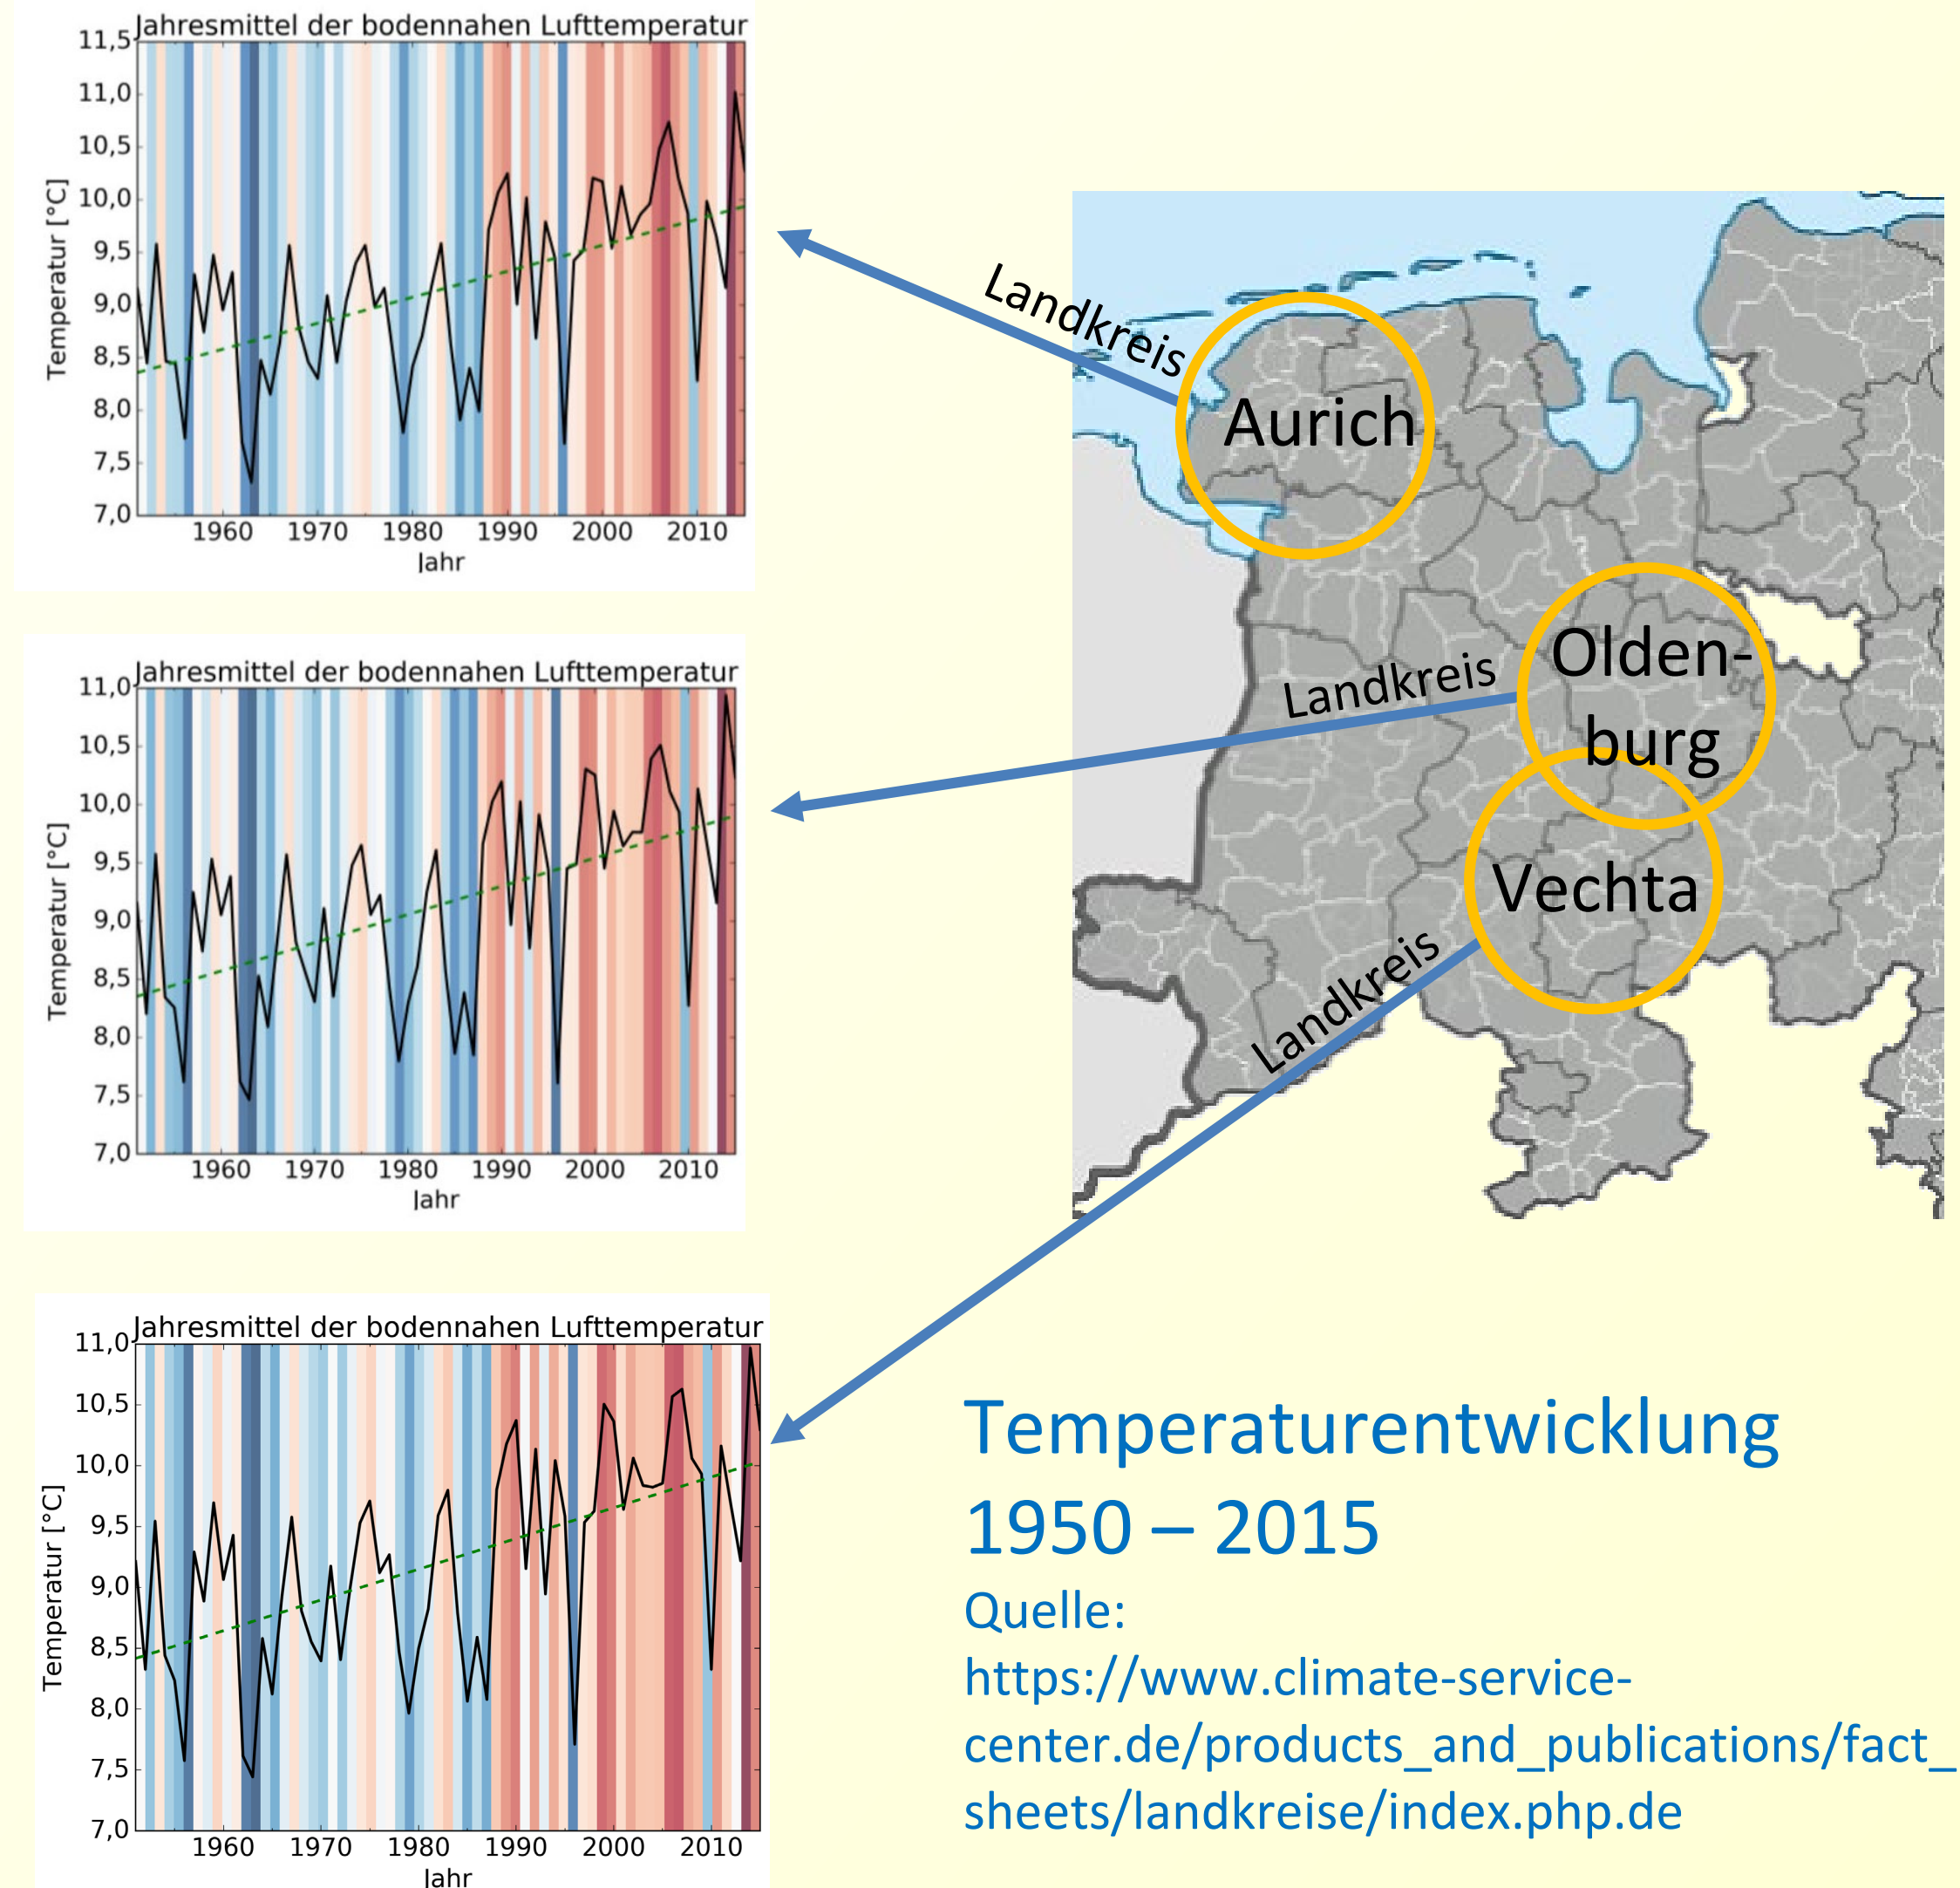 Jahresmittel der bodennahen Lufttemperatur
11,5
11,0
10,5
10,0
9,5
9,0
8,5
8,0
7,5
7,0
Temperatur [°C]
1960 1970 1980 1990 2000 2010
Jahr
Jahresmittel der bodennahen Lufttemperatur
11,0
10,5
10,0
9,5
9,0
8,5
8,0
7,5
7,0
Temperatur [°C]
1960 1970 1980 1990 2000 2010
Jahr
Jahresmittel der bodennahen Lufttemperatur
11,0
10,5
10,0
9,5
9,0
8,5
8,0
7,5
7,0
Temperatur [°C]
1960 1970 1980 1990 2000 2010
Jahr
Landkreis
Aurich
Landkreis
Olden-
burg
Landkreis
Vechta
Temperaturentwicklung
1950 – 2015
Quelle:
https://www.climate-service-
center.de/products_and_publications/fact_
sheets/landkreise/index.php.de